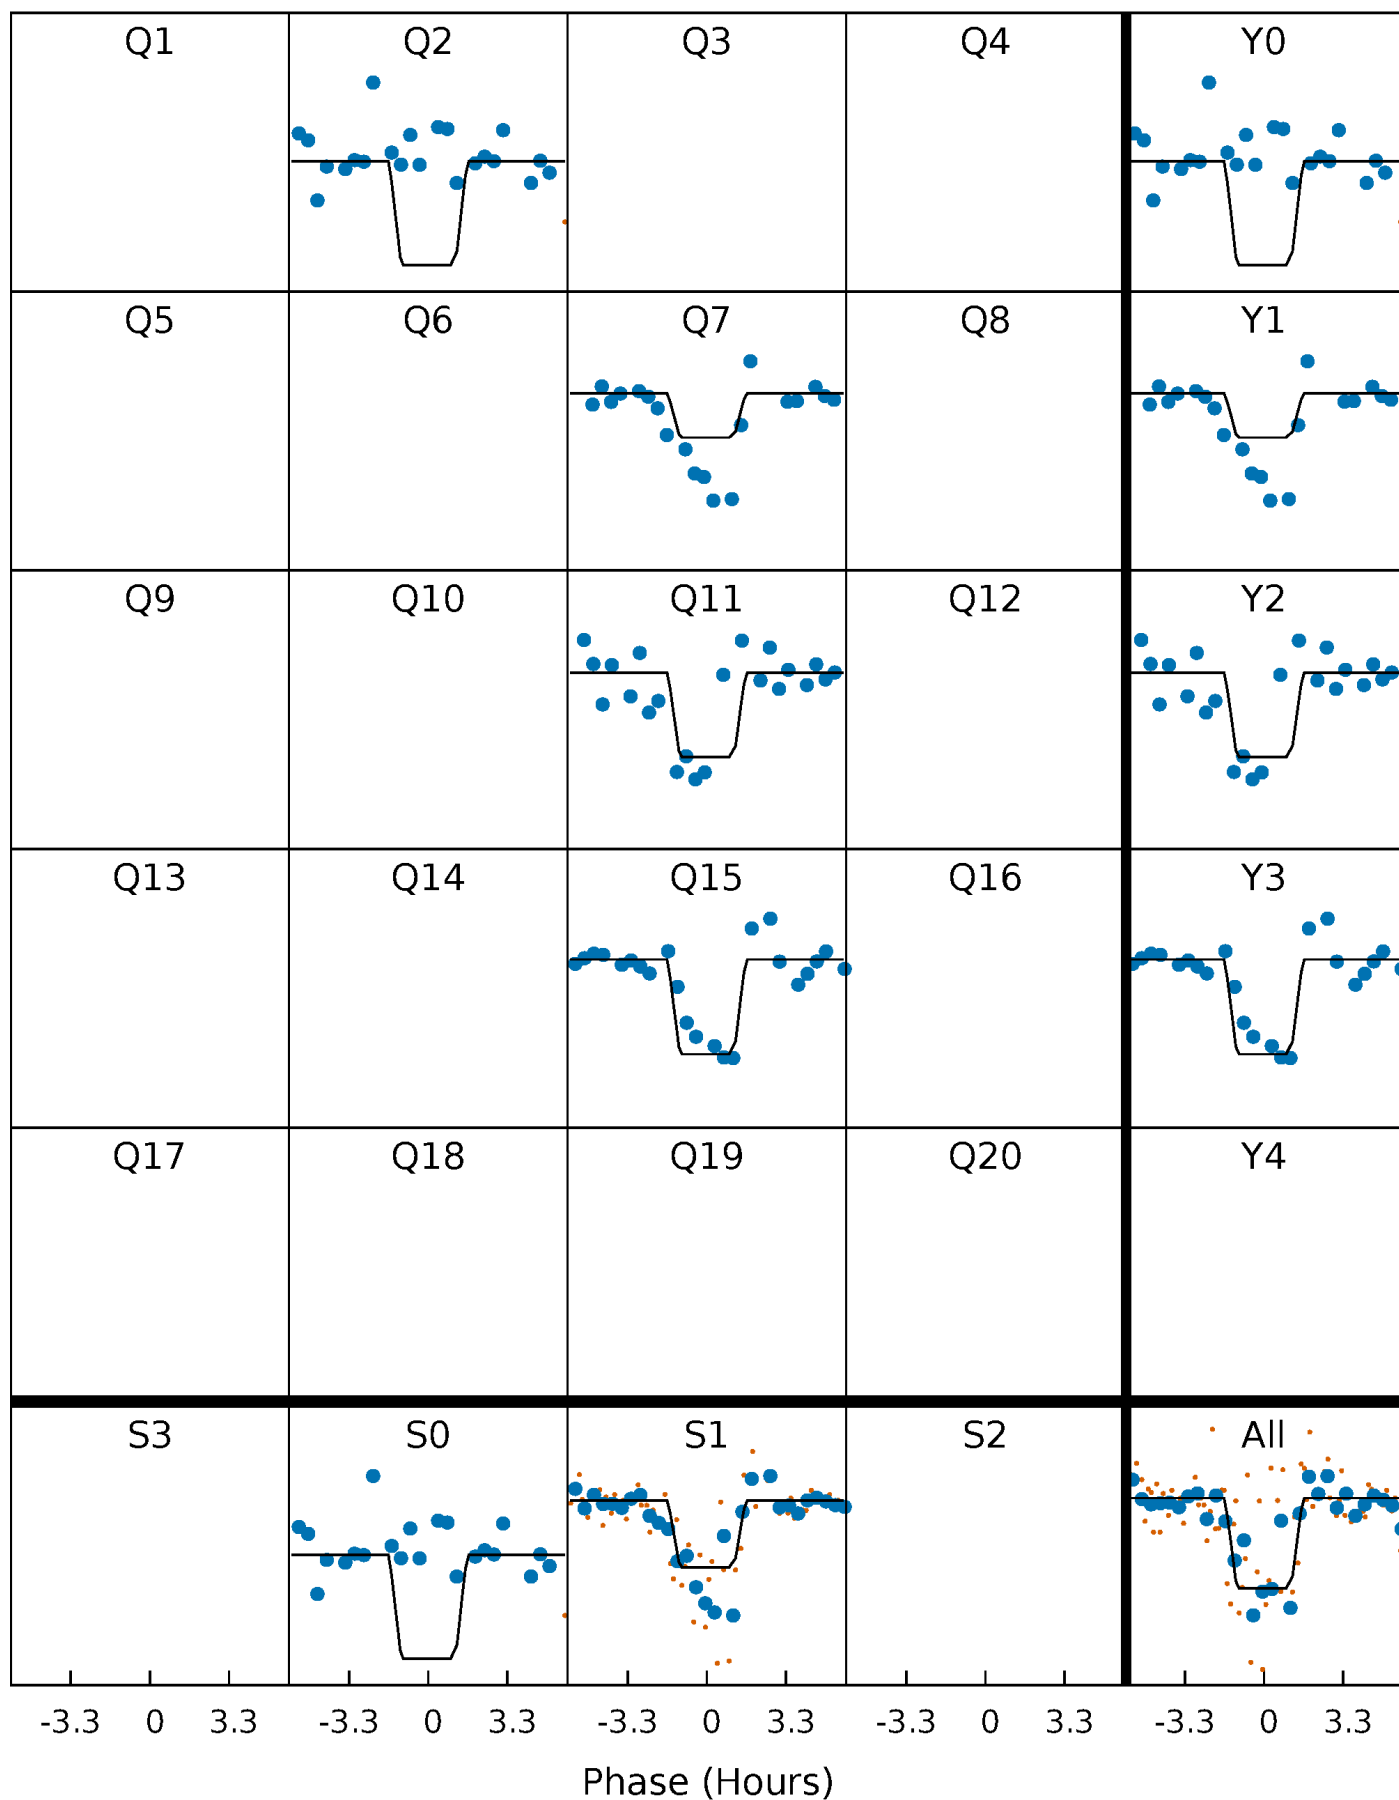 Q1 Q2 Q3 Q4 Y0
Q5 Q6 Q7 Q8 Y1
Q9 Q10 Q11 Q12 Y2
Q13 Q14 Q15 Q16 Y3
Q17 Q18 Q19 Q20 Y4
S3 S0 S1 S2 All
-3.3 0 3.3 -3.3 0 3.3 -3.3 0 3.3 -3.3 0 3.3 -3.3 0 3.3
Phase (Hours)